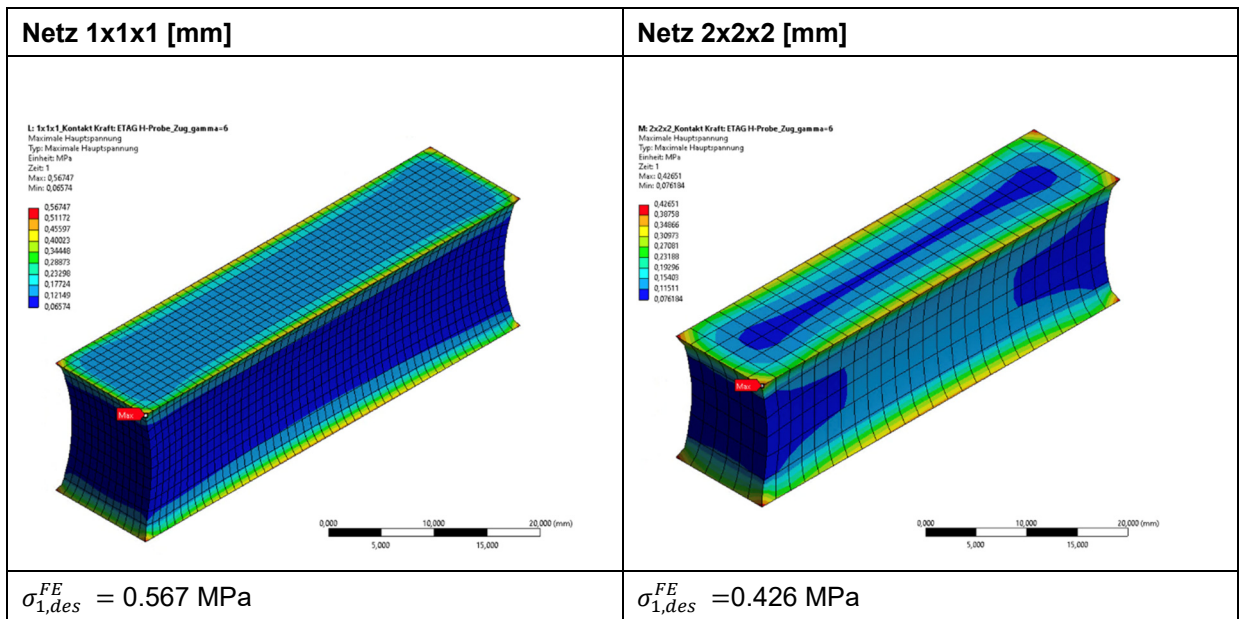 Netz 1x1x1 [mm]
Netz 2x2x2 [mm]
L: 1x1x1_Kontakt Kraft: ETAG H-Probe_Zug_gamma=6
Maximale Hauptspannung
Typ: Maximale Hauptspannung
Einheit: MPa
Zeit: 1
Max: 0,56747
Min: 0,06574
0,56747
0,51172
0,45597
0,40023
0,34448
0,28873
0,23298
0,17724
0,12149
0,06574
Max
0,000
10,000
20,000 (mm)
5,000
15,000
M: 2x2x2_Kontakt Kraft: ETAG H-Probe_Zug_gamma=6
Maximale Hauptspannung
Typ: Maximale Hauptspannung
Einheit: MPa
Zeit: 1
Max: 0,42651
Min: 0,076184
0,42651
0,38758
0,34866
0,30973
0,27081
0,23188
0,19296
0,15403
0,11511
0,076184
Max
0,000
10,000
20,000 (mm)
5,000
15,000
𝜎₁,des^FE = 0.567 MPa
𝜎₁,des^FE =0.426 MPa